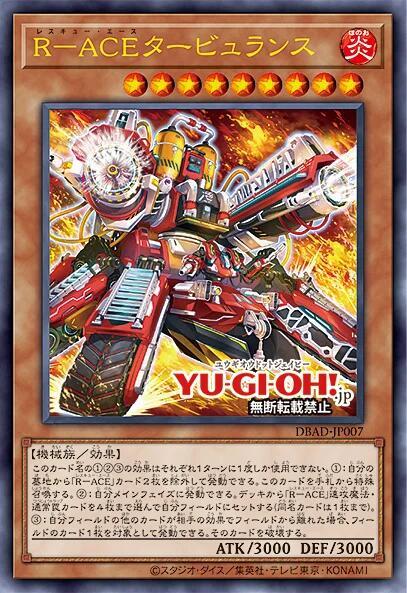 レスキュー・エース
R－ACEタービュランス
ほのお
炎
ユウギオウドットジェイピー
YU-GI-OH!.jp
無断転載禁止
DBAD-JP007
【機械族／効果】
このカード名の①②③の効果はそれぞれ1ターンに1度しか使用できない。①：自分の
墓地から「R－ACE」カード2枚を除外して発動できる。このカードを手札から特殊
召喚する。②：自分メインフェイズに発動できる。デッキから「R－ACE」速攻魔法・
通常罠カードを4枚まで選んで自分フィールドにセットする(同名カードは1枚まで)。
③：自分フィールドの他のカードが相手の効果でフィールドから離れた場合、フィー
ルドのカード1枚を対象として発動できる。そのカードを破壊する。
ATK/3000 DEF/3000
©スタジオ・ダイス／集英社・テレビ東京・KONAMI